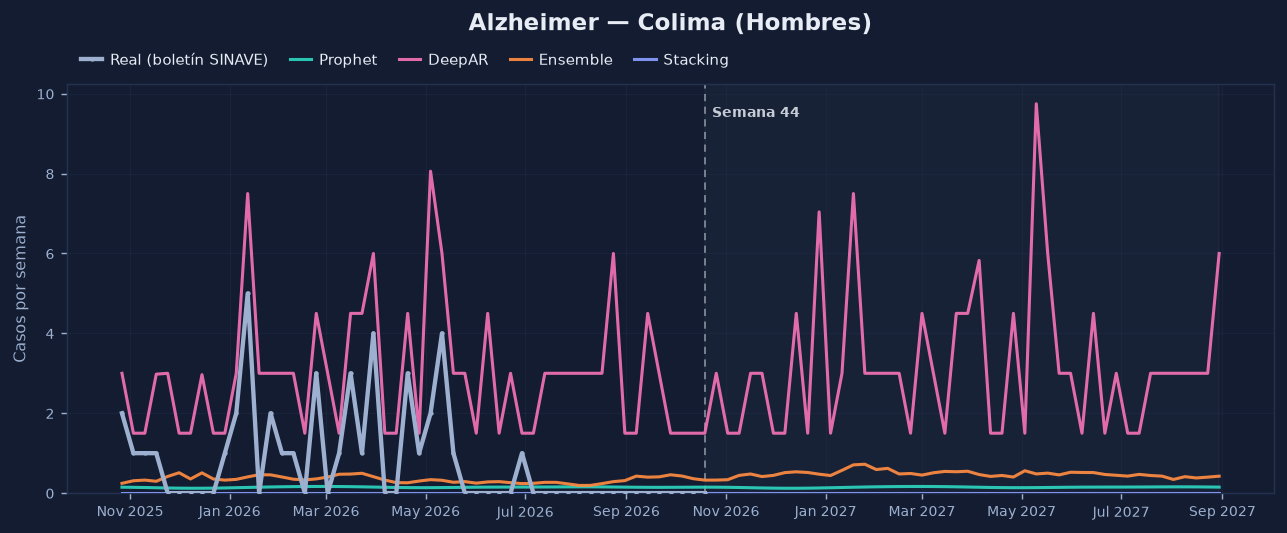 Alzheimer — Colima (Hombres)
Real (boletín SINAVE) Prophet DeepAR Ensemble Stacking
Casos por semana
10
8
6
4
2
0
Semana 44
Nov 2025 Jan 2026 Mar 2026 May 2026 Jul 2026 Sep 2026 Nov 2026 Jan 2027 Mar 2027 May 2027 Jul 2027 Sep 2027